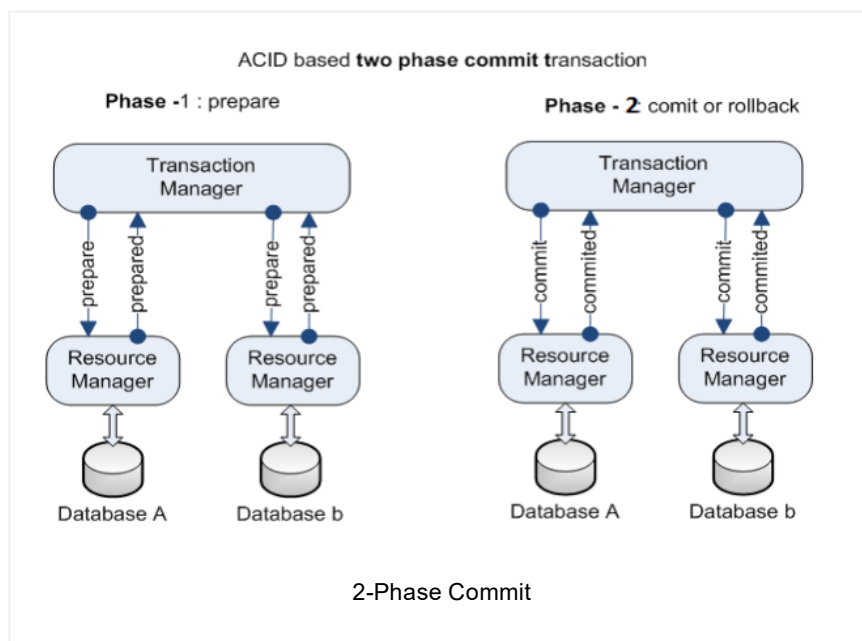 ACID based two phase commit transaction
Phase -1 : prepare
Transaction
Manager
prepare
prepared
prepare
prepared
Resource
Manager
Resource
Manager
Database A
Database b
Phase - 2: comit or rollback
Transaction
Manager
commit
commited
commit
commited
Resource
Manager
Resource
Manager
Database A
Database b
2-Phase Commit